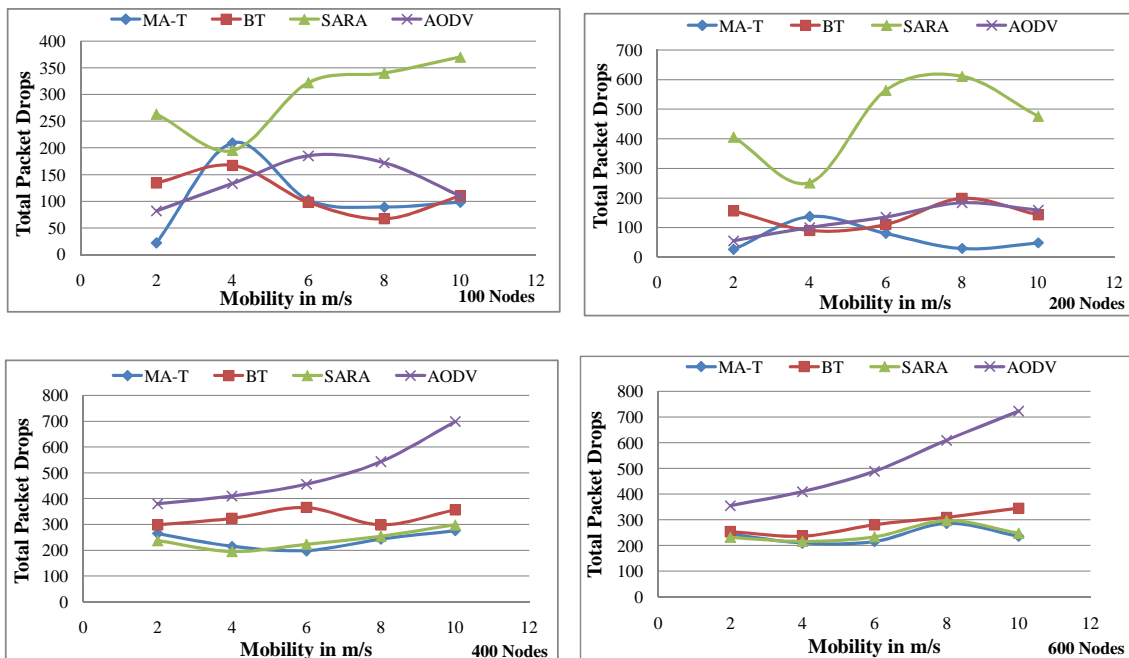 MA-T BT SARA AODV
Total Packet Drops
400
350
300
250
200
150
100
50
0
0 2 4 6 8 10 12
Mobility in m/s
100 Nodes
MA-T BT SARA AODV
Total Packet Drops
700
600
500
400
300
200
100
0
0 2 4 6 8 10 12
Mobility in m/s
200 Nodes
MA-T BT SARA AODV
Total Packet Drops
800
700
600
500
400
300
200
100
0
0 2 4 6 8 10 12
Mobility in m/s
400 Nodes
MA-T BT SARA AODV
Total Packet Drops
800
700
600
500
400
300
200
100
0
0 2 4 6 8 10 12
Mobility in m/s
600 Nodes